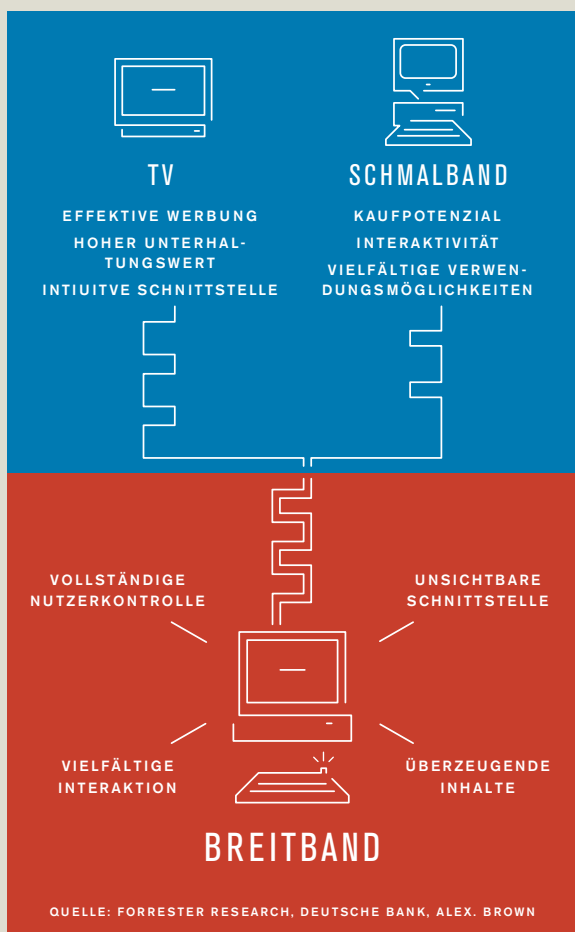 TV
EFFEKTIVE WERBUNG
HOHER UNTERHAL-
TUNGSWERT
INTIUITVE SCHNITTSTELLE
SCHMALBAND
KAUFPOTENZIAL
INTERAKTIVITÄT
VIELFÄLTIGE VERWEN-
DUNGSMÖGLICHKEITEN
VOLLSTÄNDIGE
NUTZERKONTROLLE
UNSICHTBARE
SCHNITTSTELLE
VIELFÄLTIGE
INTERAKTION
ÜBERZEUGENDE
INHALTE
BREITBAND
QUELLE: FORRESTER RESEARCH, DEUTSCHE BANK, ALEX. BROWN